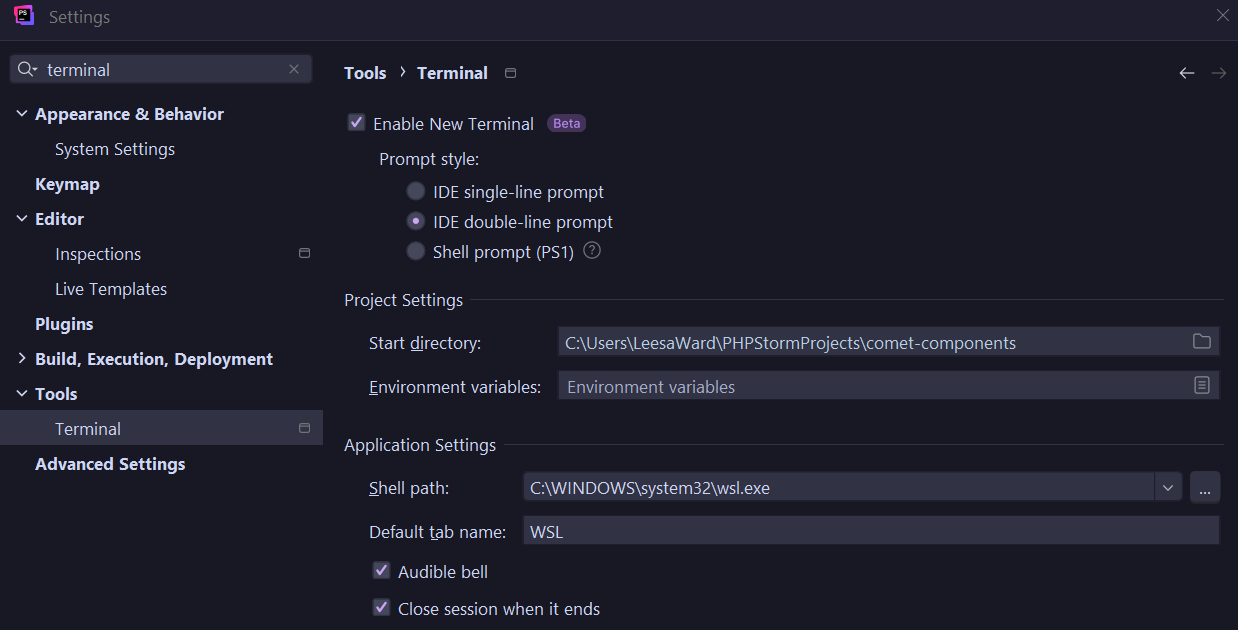 PS
Settings
terminal
Appearance & Behavior
System Settings
Keymap
Editor
Inspections
Live Templates
Plugins
Build, Execution, Deployment
Tools
Terminal
Advanced Settings
Tools › Terminal
Enable New Terminal Beta
Prompt style:
IDE single-line prompt
IDE double-line prompt
Shell prompt (PS1) ?
Project Settings
Start directory: C:\Users\LeesaWard\PHPStormProjects\comet-components
Environment variables: Environment variables
Application Settings
Shell path: C:\WINDOWS\system32\wsl.exe ...
Default tab name: WSL
Audible bell
Close session when it ends